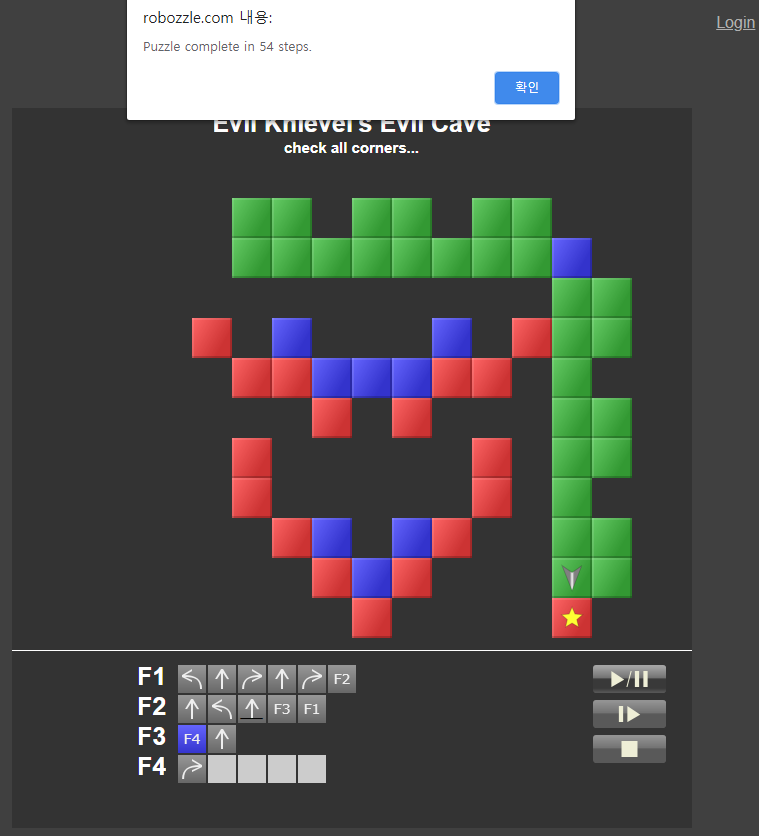 robozzle.com 내용:
Puzzle complete in 54 steps.
확인
Login
Evil Knievel's Evil Cave
check all corners...
F1 F2
F2 F3 F1
F3 F4
F4